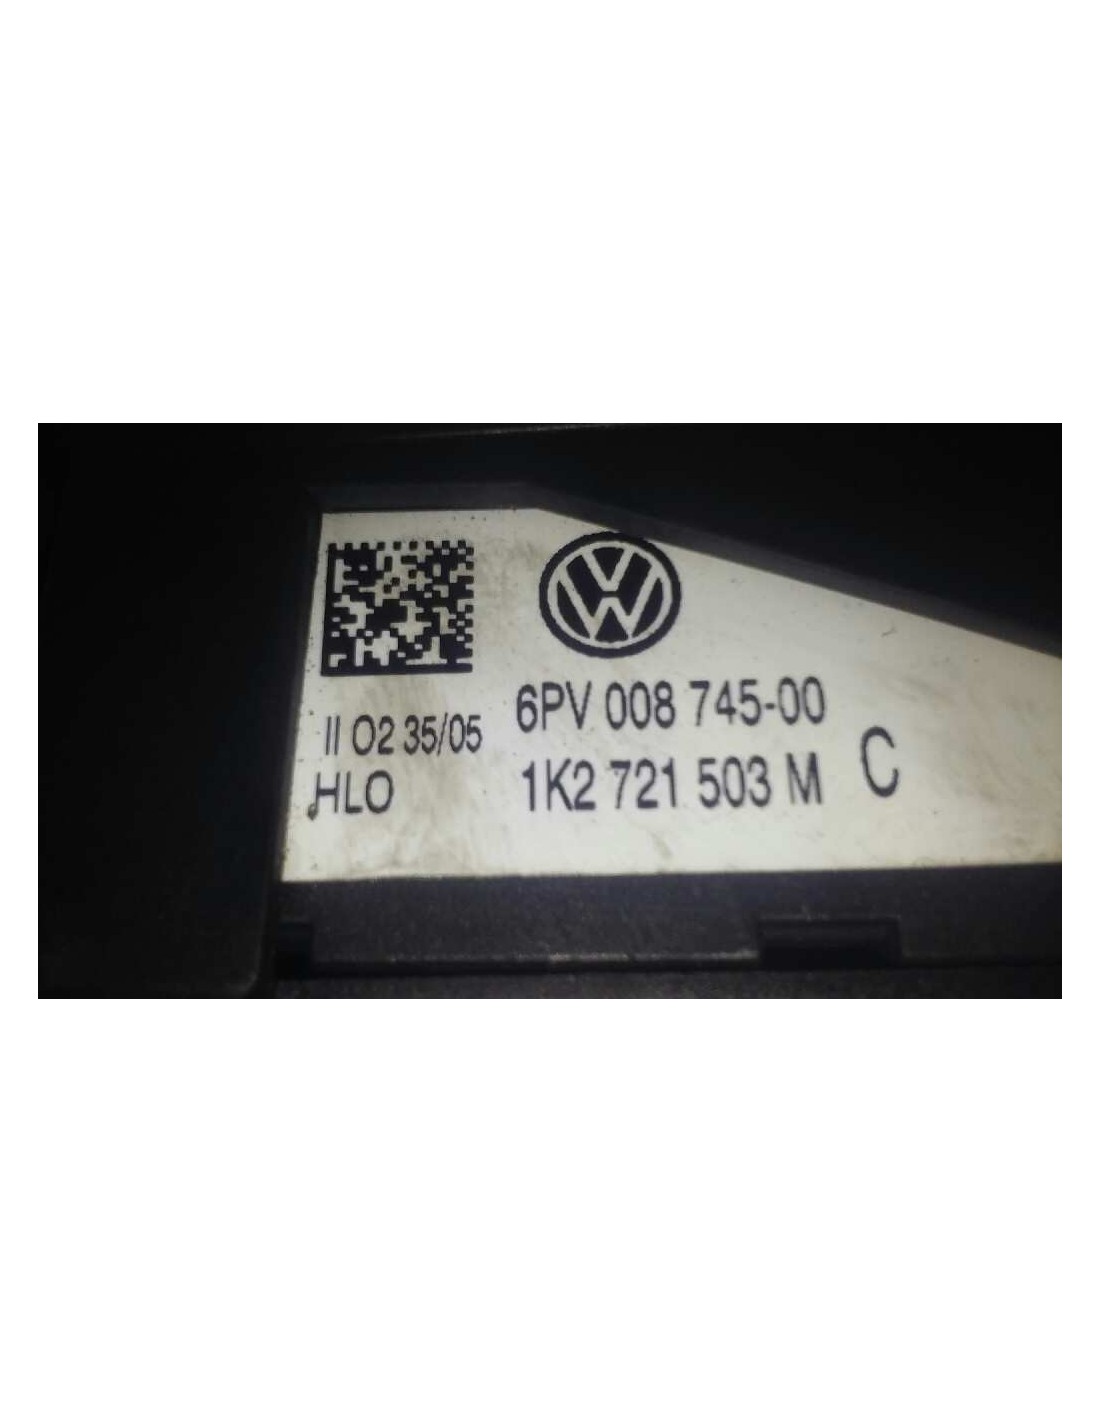 6PV 008 745-00
II O2 35/05
1K2 721 503 M C
HLO